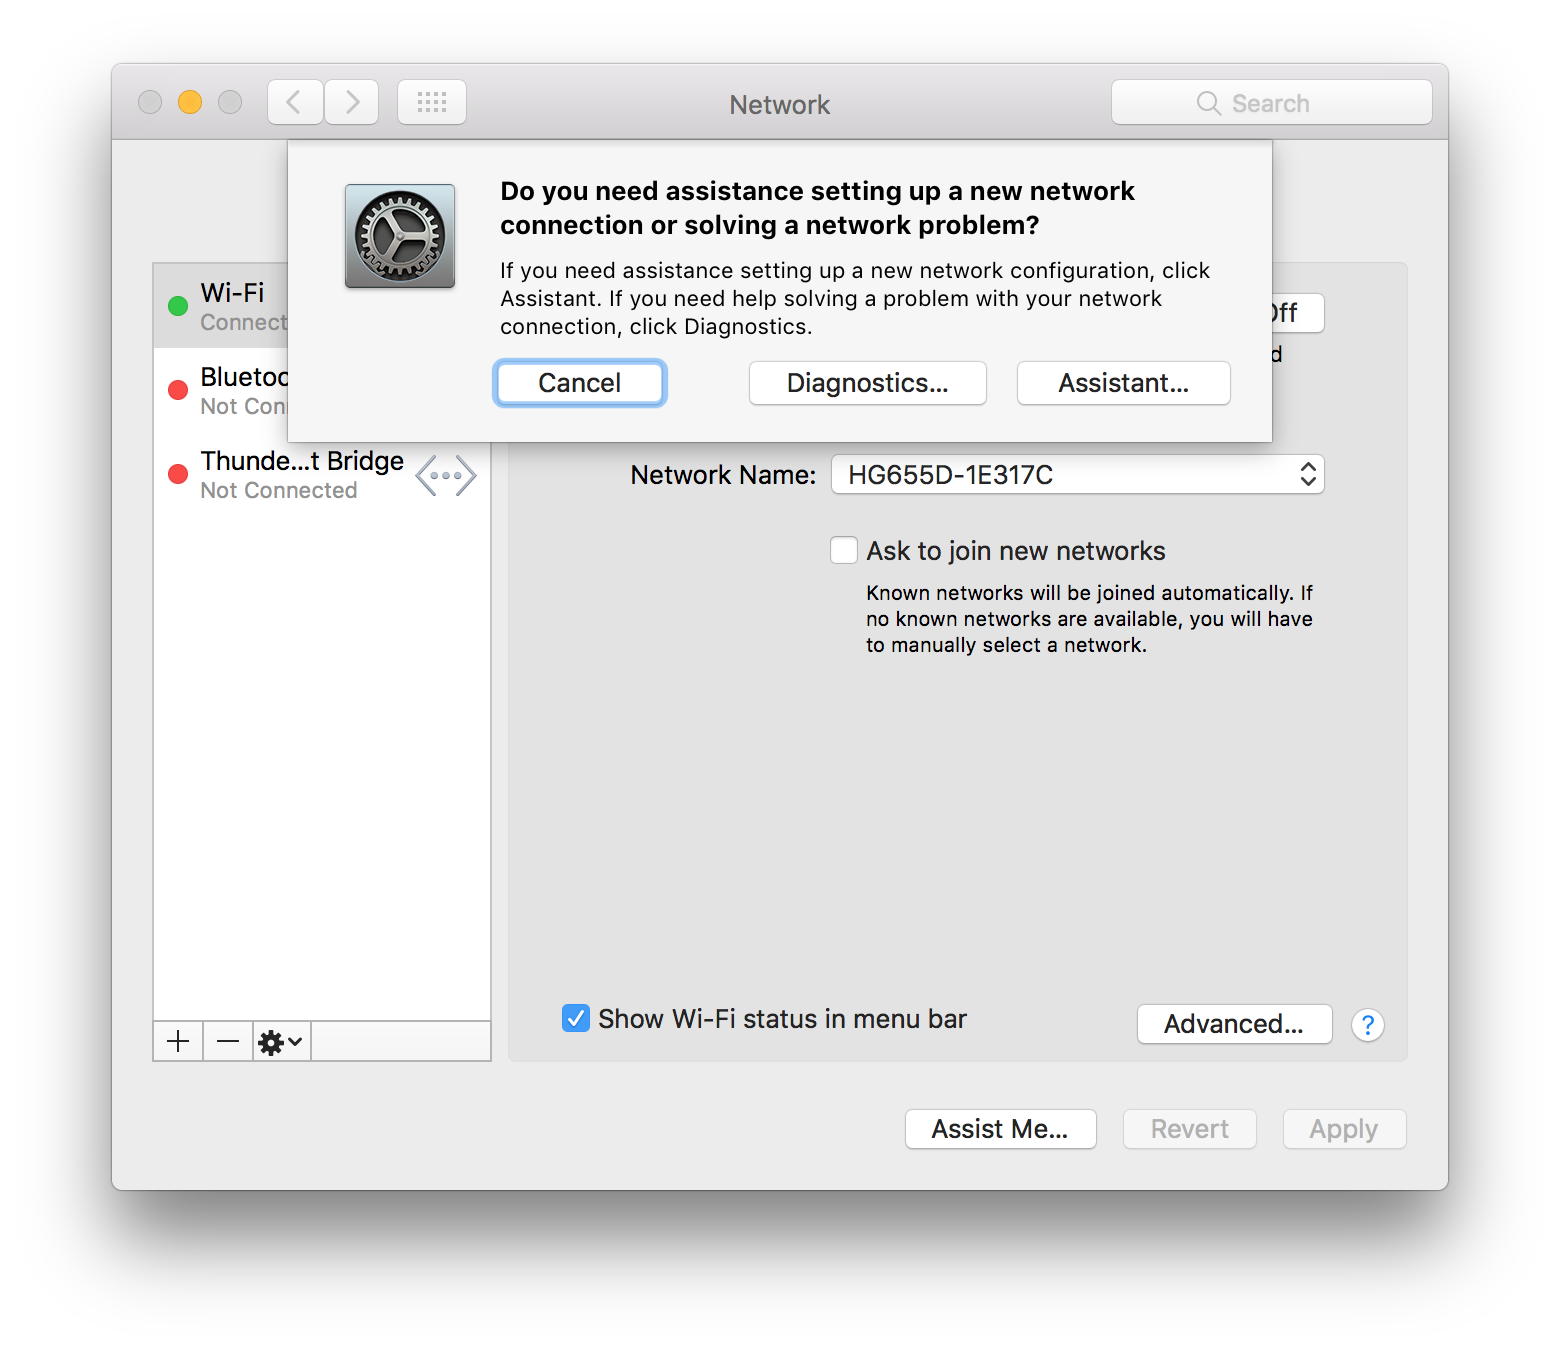 Network
Search
Do you need assistance setting up a new network
connection or solving a network problem?
If you need assistance setting up a new network configuration, click
Assistant. If you need help solving a problem with your network
connection, click Diagnostics.
Cancel
Diagnostics...
Assistant...
Wi-Fi
Connect
Bluetoo
Not Con
Thunde...t Bridge
Not Connected
Off
d
Network Name:
HG655D-1E317C
Ask to join new networks
Known networks will be joined automatically. If
no known networks are available, you will have
to manually select a network.
Show Wi-Fi status in menu bar
Advanced...
?
Assist Me...
Revert
Apply